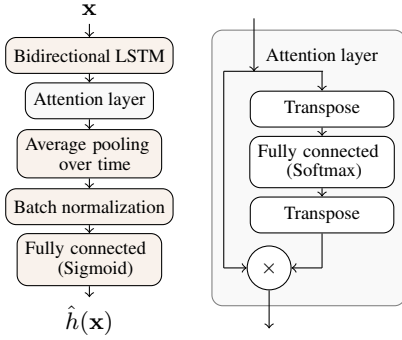 x
Bidirectional LSTM
Attention layer
Average pooling
over time
Batch normalization
Fully connected
(Sigmoid)
ĥ(x)
Attention layer
Transpose
Fully connected
(Softmax)
Transpose
×